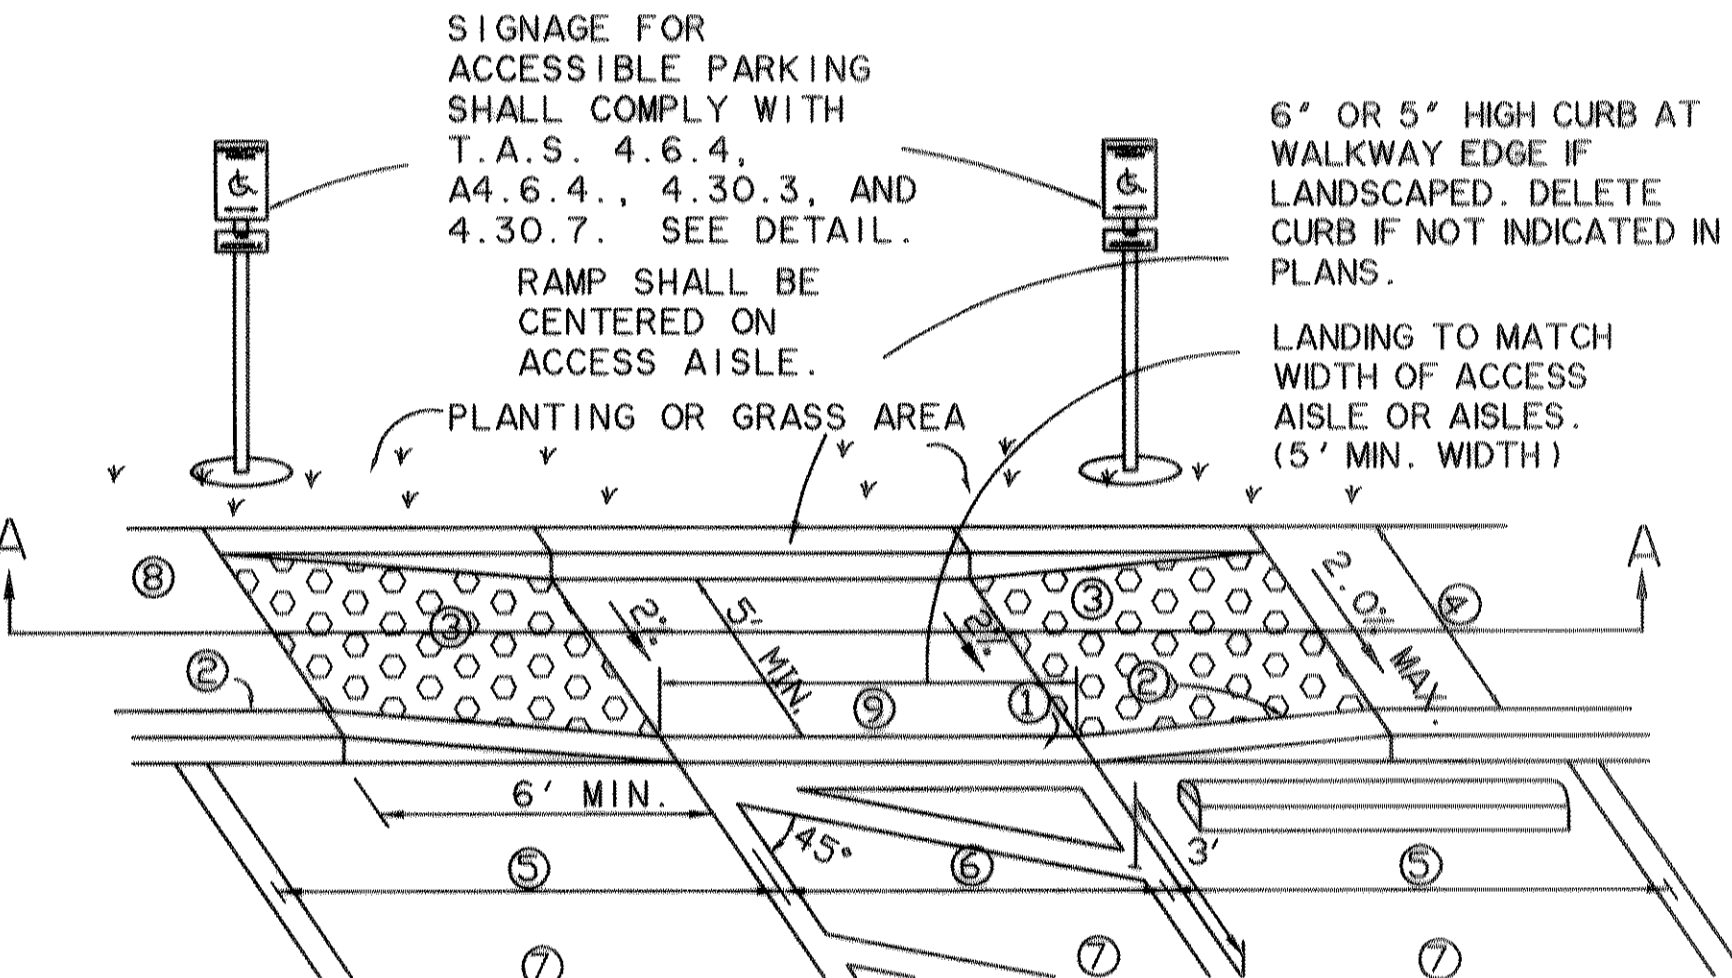 SIGNAGE FOR
ACCESSIBLE PARKING
SHALL COMPLY WITH
T.A.S. 4.6.4,
A4.6.4., 4.30.3, AND
4.30.7. SEE DETAIL.
6" OR 5" HIGH CURB AT
WALKWAY EDGE IF
LANDSCAPED. DELETE
CURB IF NOT INDICATED IN
PLANS.
RAMP SHALL BE
CENTERED ON
ACCESS AISLE.
LANDING TO MATCH
WIDTH OF ACCESS
AISLE OR AISLES.
(5' MIN. WIDTH)
PLANTING OR GRASS AREA
A
A
8
3
2%
5'
MIN.
2%
3
2.0%
MAX.
4
2
9
1
2
6' MIN.
45°
3'
5
6
5
7
7
7